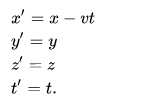 x′ = x − vt
y′ = y
z′ = z
t′ = t.